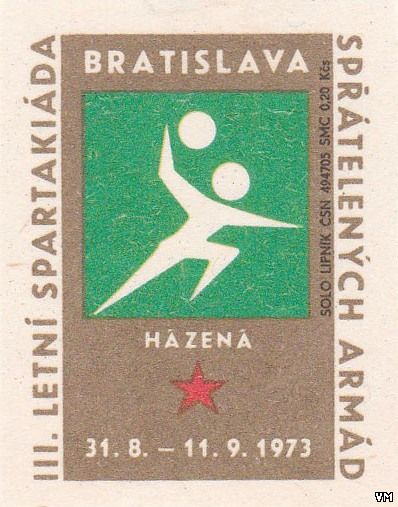 BRATISLAVA
III. LETNÍ SPARTAKIÁDA
SPŘÁTELENÝCH ARMÁD
SOLO LIPNÍK ČSN 494705 SMC 0,20 Kčs
HÁZENÁ
31. 8. – 11. 9. 1973
VM